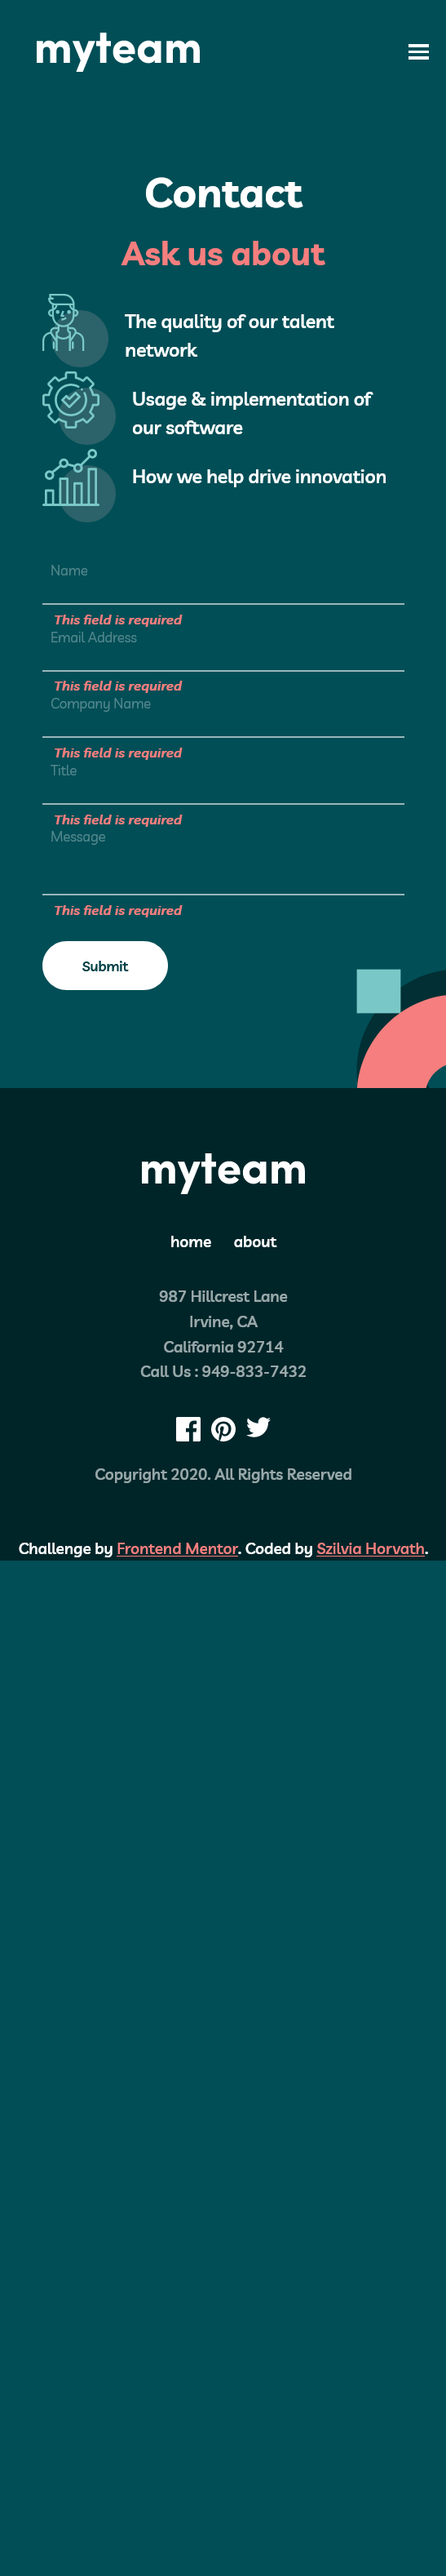 myteam
Contact
Ask us about
The quality of our talent
network
Usage & implementation of
our software
How we help drive innovation
Name
This field is required
Email Address
This field is required
Company Name
This field is required
Title
This field is required
Message
This field is required
Submit
myteam
home about
987 Hillcrest Lane
Irvine, CA
California 92714
Call Us : 949-833-7432
Copyright 2020. All Rights Reserved
Challenge by Frontend Mentor. Coded by Szilvia Horvath.